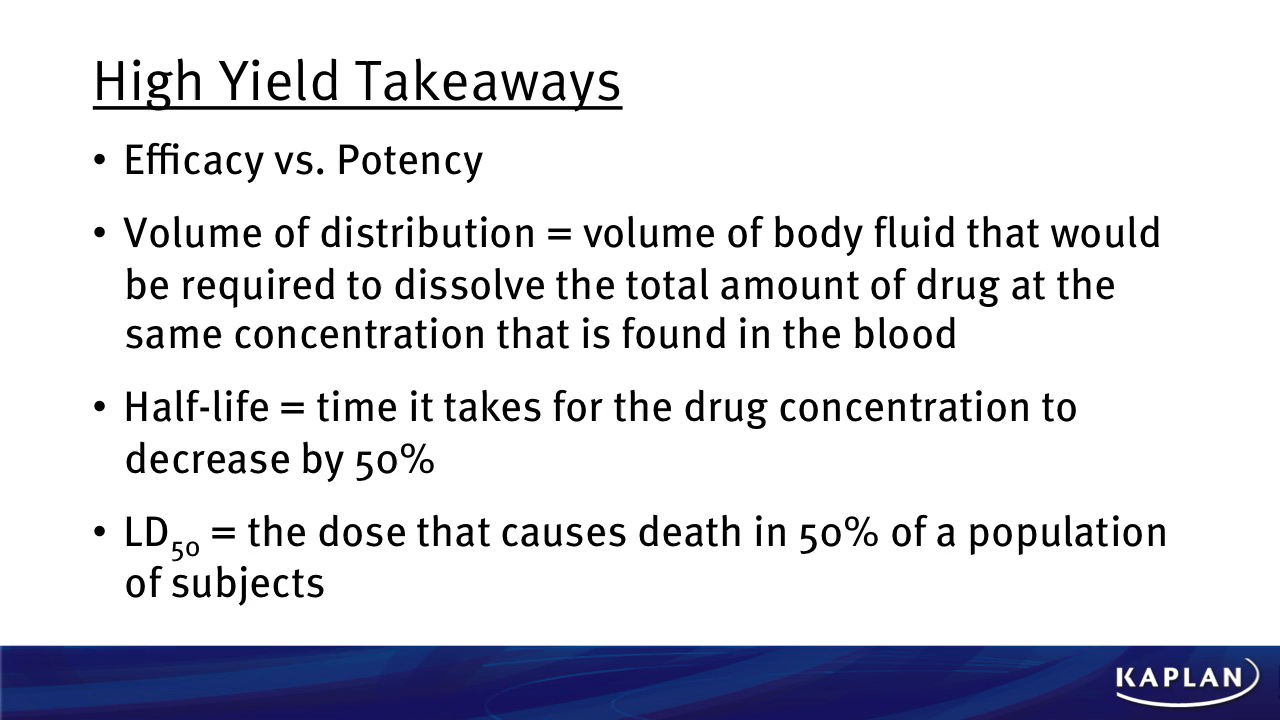 High Yield Takeaways
• Efficacy vs. Potency
• Volume of distribution = volume of body fluid that would
be required to dissolve the total amount of drug at the
same concentration that is found in the blood
• Half-life = time it takes for the drug concentration to
decrease by 50%
• LD50 = the dose that causes death in 50% of a population
of subjects
KAPLAN